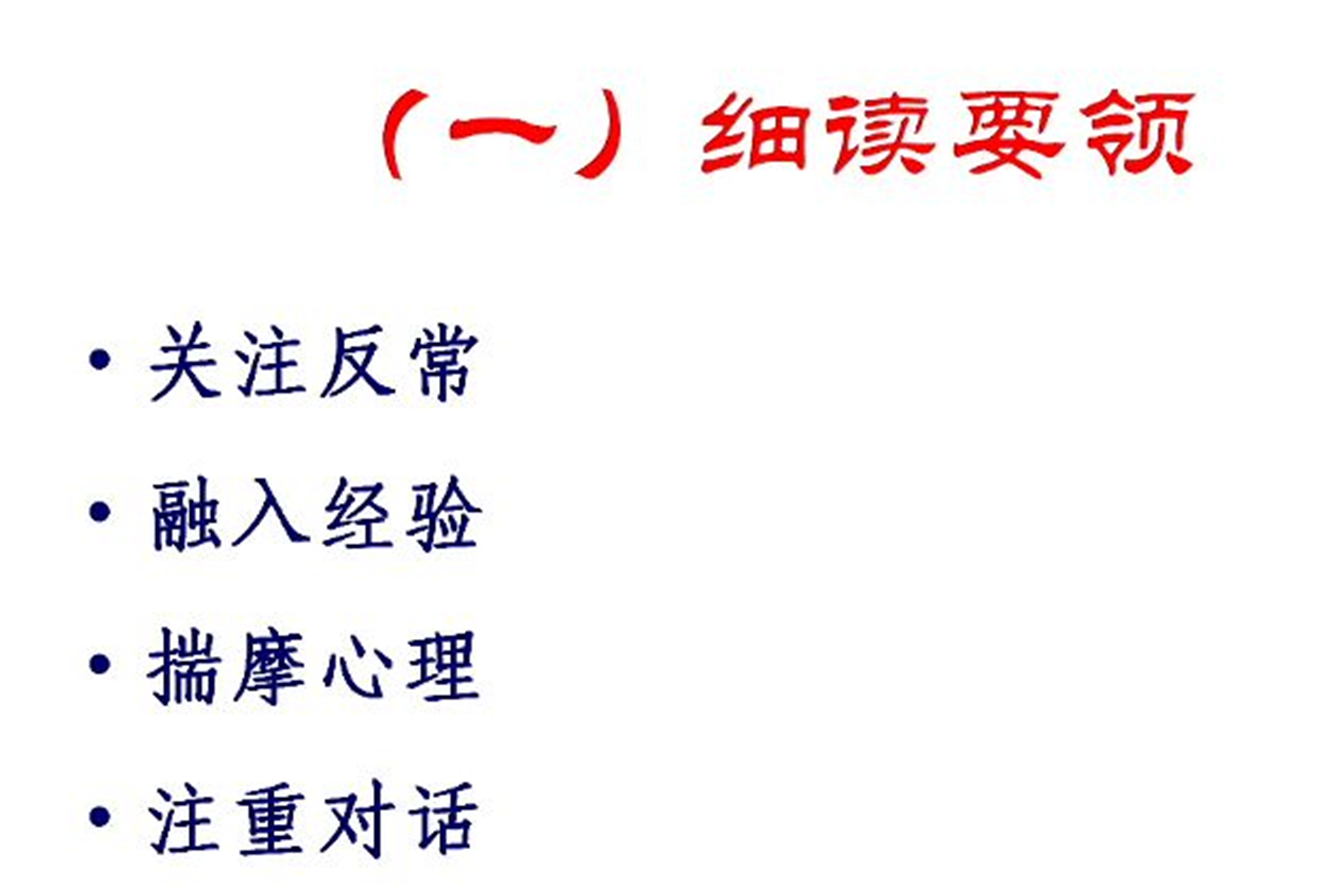 （一）细读要领
• 关注反常
• 融入经验
• 揣摩心理
• 注重对话